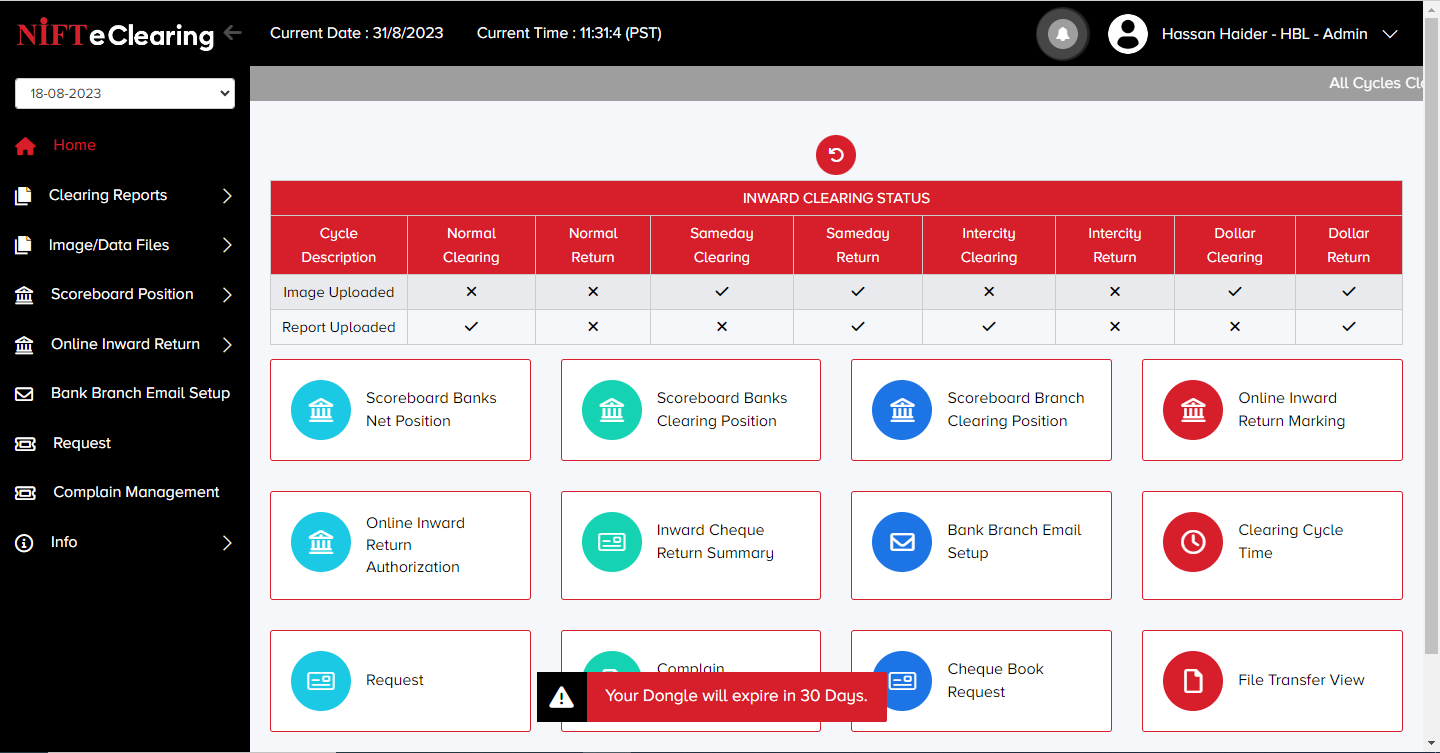 NIFT eClearing
Current Date : 31/8/2023
Current Time : 11:31:4 (PST)
Hassan Haider - HBL - Admin
18-08-2023
All Cycles Cle
Home
Clearing Reports
Image/Data Files
Scoreboard Position
Online Inward Return
Bank Branch Email Setup
Request
Complain Management
Info
INWARD CLEARING STATUS
Cycle
Description
Normal
Clearing
Normal
Return
Sameday
Clearing
Sameday
Return
Intercity
Clearing
Intercity
Return
Dollar
Clearing
Dollar
Return
Image Uploaded
Report Uploaded
Scoreboard Banks
Net Position
Scoreboard Banks
Clearing Position
Scoreboard Branch
Clearing Position
Online Inward
Return Marking
Online Inward
Return
Authorization
Inward Cheque
Return Summary
Bank Branch Email
Setup
Clearing Cycle
Time
Request
Complain
Cheque Book
Request
File Transfer View
Your Dongle will expire in 30 Days.